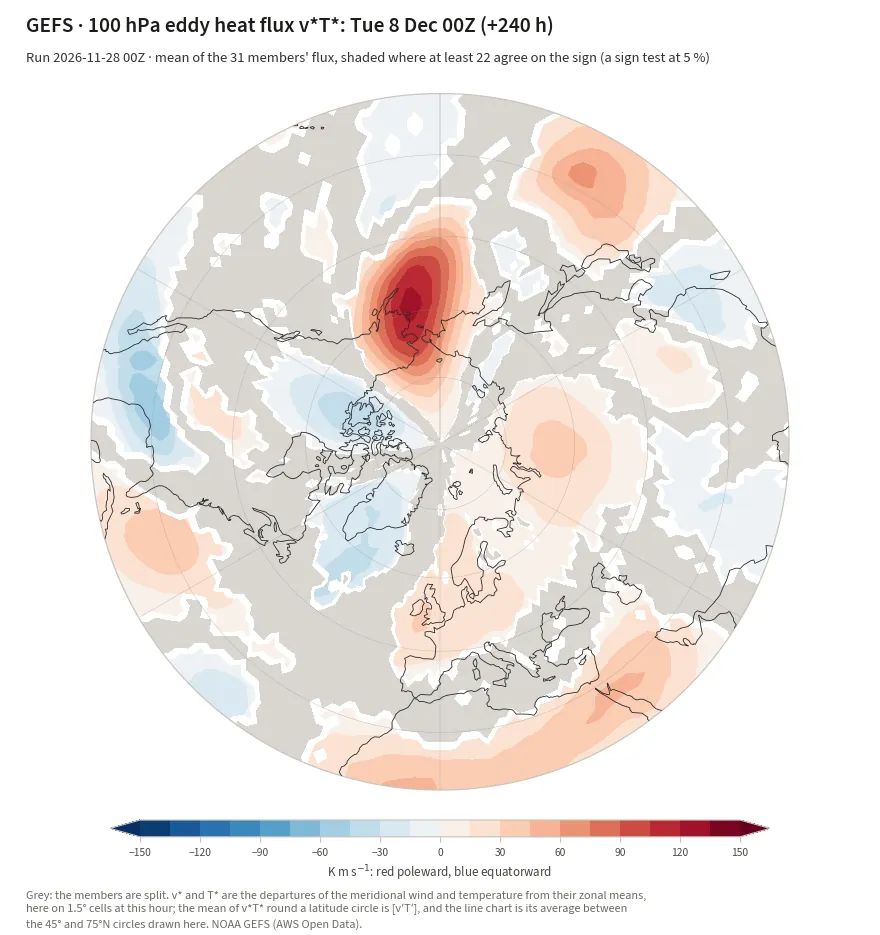 GEFS · 100 hPa eddy heat flux v*T*: Tue 8 Dec 00Z (+240 h)
Run 2026-11-28 00Z · mean of the 31 members' flux, shaded where at least 22 agree on the sign (a sign test at 5 %)
−150 −120 −90 −60 −30 0 30 60 90 120 150
K m s⁻¹: red poleward, blue equatorward
Grey: the members are split. v* and T* are the departures of the meridional wind and temperature from their zonal means,
here on 1.5° cells at this hour; the mean of v*T* round a latitude circle is [v'T'], and the line chart is its average between
the 45° and 75°N circles drawn here. NOAA GEFS (AWS Open Data).